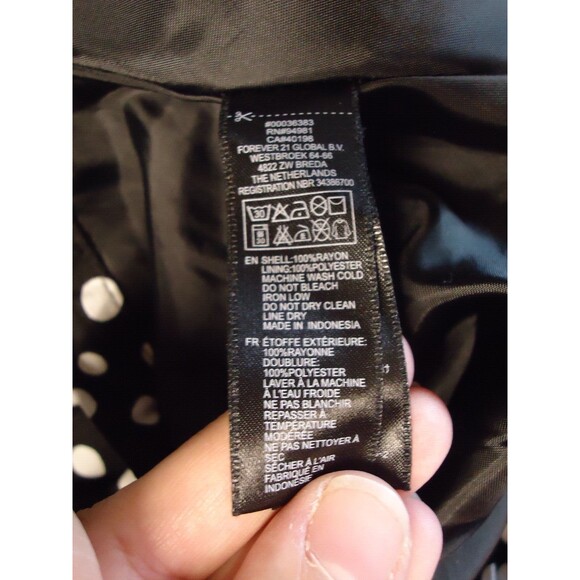 #00036383
RN#94981
CA#40196
FOREVER 21 GLOBAL B.V.
WESTBROEK 64-66
4822 ZW BREDA
THE NETHERLANDS
REGISTRATION NBR 34386700
30
30
EN SHELL:100%RAYON
LINING:100%POLYESTER
MACHINE WASH COLD
DO NOT BLEACH
IRON LOW
DO NOT DRY CLEAN
LINE DRY
MADE IN INDONESIA
FR ÉTOFFE EXTÉRIEURE:
100%RAYONNE
DOUBLURE:
100%POLYESTER
LAVER À LA MACHINE
À L'EAU FROIDE
NE PAS BLANCHIR
REPASSER À
TEMPÉRATURE
MODÉRÉE
NE PAS NETTOYER À
SEC
SÉCHER À L'AIR
FABRIQUÉ EN
INDONÉSIE